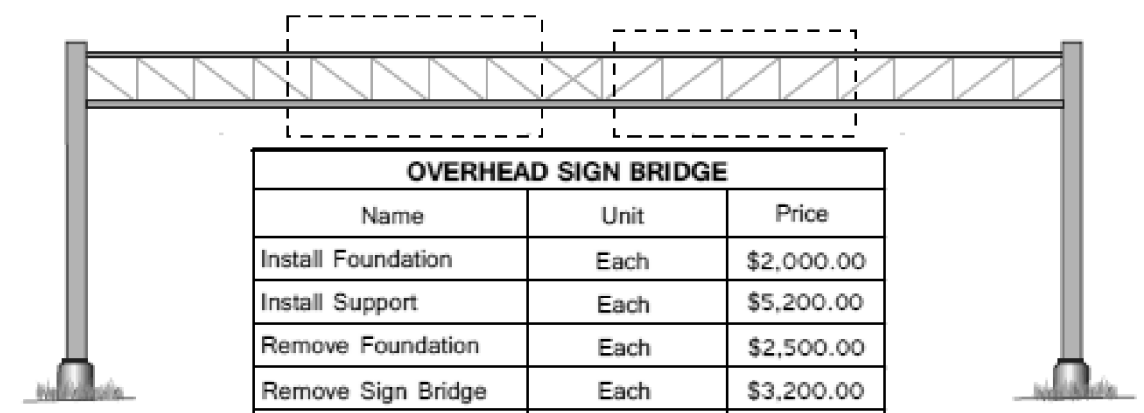 OVERHEAD SIGN BRIDGE
Name Unit Price
Install Foundation Each $2,000.00
Install Support Each $5,200.00
Remove Foundation Each $2,500.00
Remove Sign Bridge Each $3,200.00